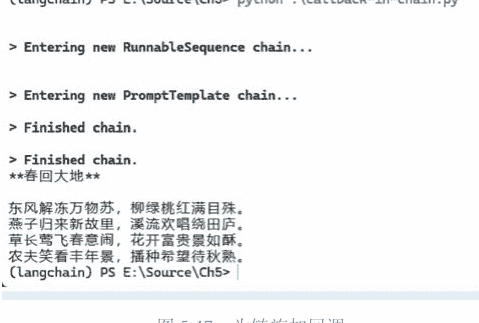 (langchain) PS E:\Source\Ch5> python .\callback-in-chain.py
> Entering new RunnableSequence chain...
> Entering new PromptTemplate chain...
> Finished chain.
> Finished chain.
**春回大地**
东风解冻万物苏，柳绿桃红满目殊。
燕子归来新故里，溪流欢唱绕田庐。
草长莺飞春意闹，花开富贵景如酥。
农夫笑看丰年景，播种希望待秋熟。
(langchain) PS E:\Source\Ch5>